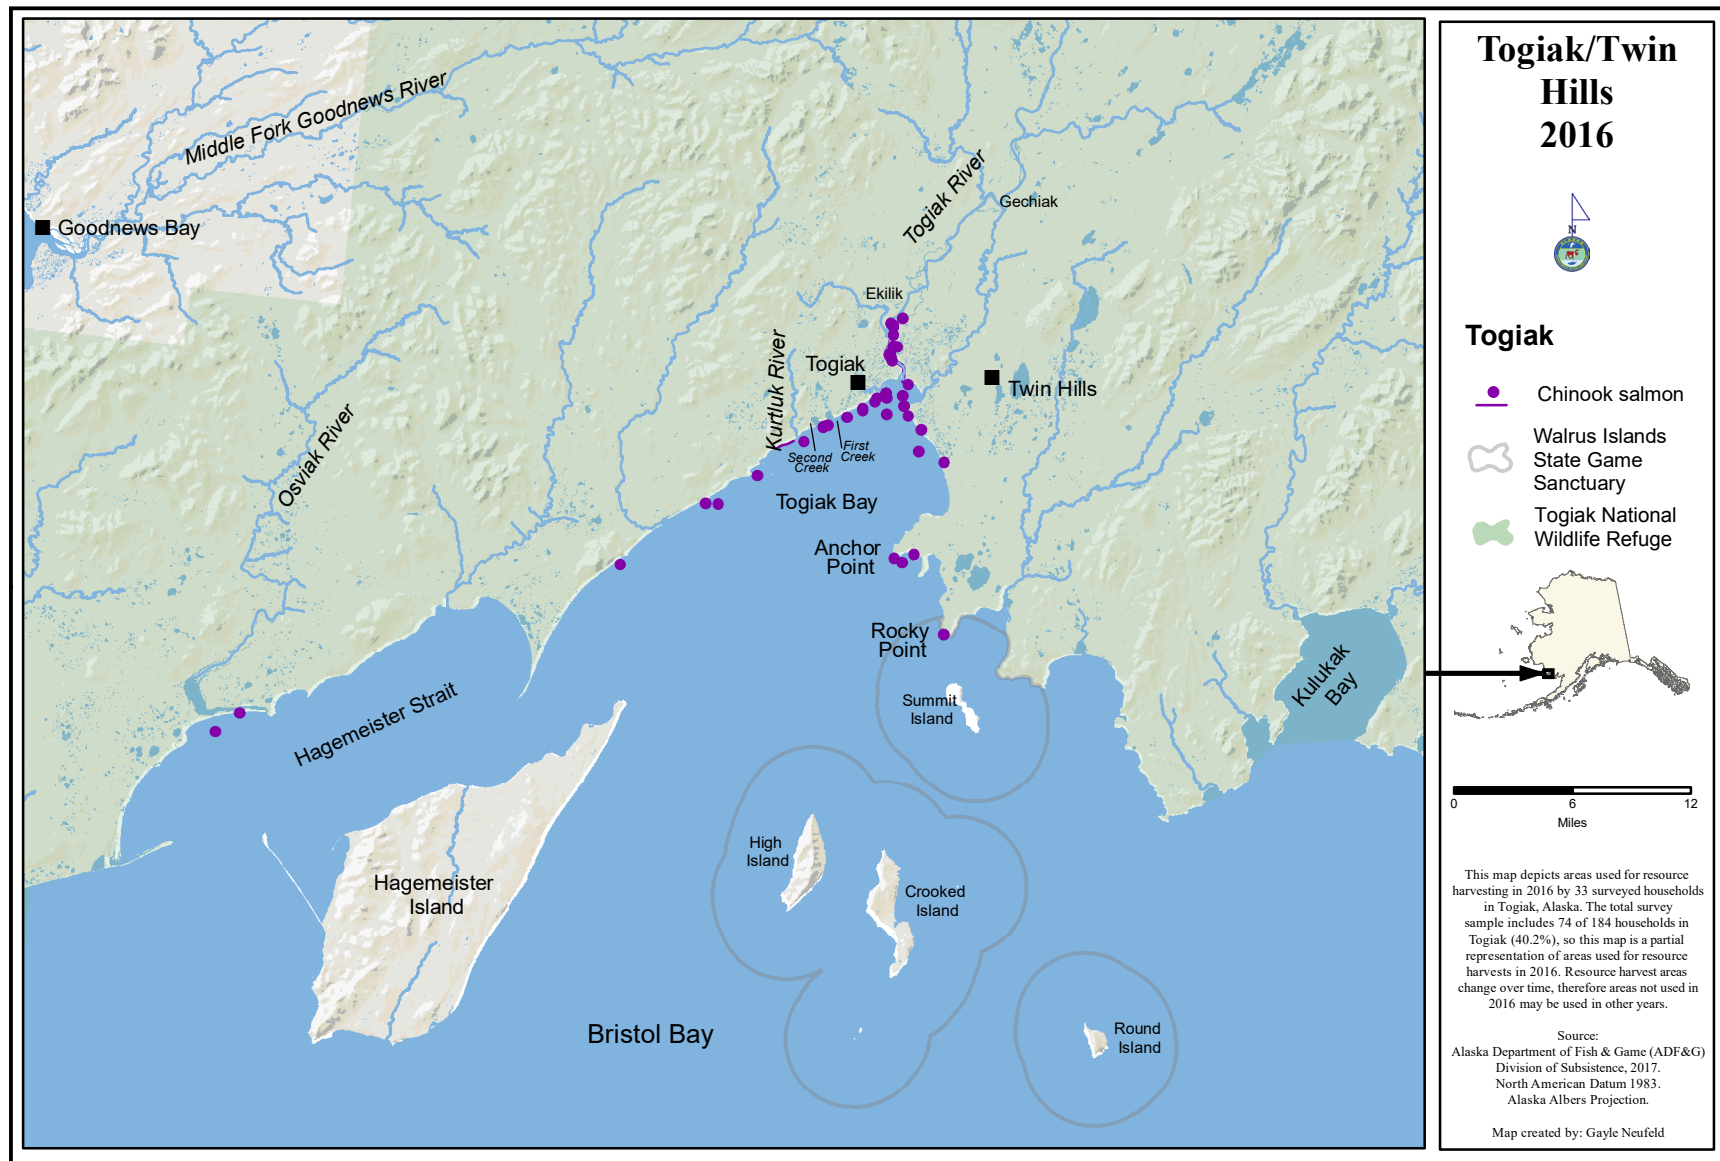 Togiak/Twin
Hills
2016
N
Togiak
Chinook salmon
Walrus Islands
State Game
Sanctuary
Togiak National
Wildlife Refuge
0 6 12
Miles
This map depicts areas used for resource
harvesting in 2016 by 33 surveyed households
in Togiak, Alaska. The total survey
sample includes 74 of 184 households in
Togiak (40.2%), so this map is a partial
representation of areas used for resource
harvests in 2016. Resource harvest areas
change over time, therefore areas not used in
2016 may be used in other years.
Source:
Alaska Department of Fish & Game (ADF&G)
Division of Subsistence, 2017.
North American Datum 1983.
Alaska Albers Projection.
Map created by: Gayle Neufeld
Middle Fork Goodnews River
Goodnews Bay
Togiak River
Gechiak
Ekilik
Kurtluk River
Togiak
Twin Hills
Osviak River
Second
Creek
First
Creek
Togiak Bay
Anchor
Point
Rocky
Point
Kulukak
Bay
Summit
Island
Hagemeister Strait
High
Island
Hagemeister
Island
Crooked
Island
Bristol Bay
Round
Island